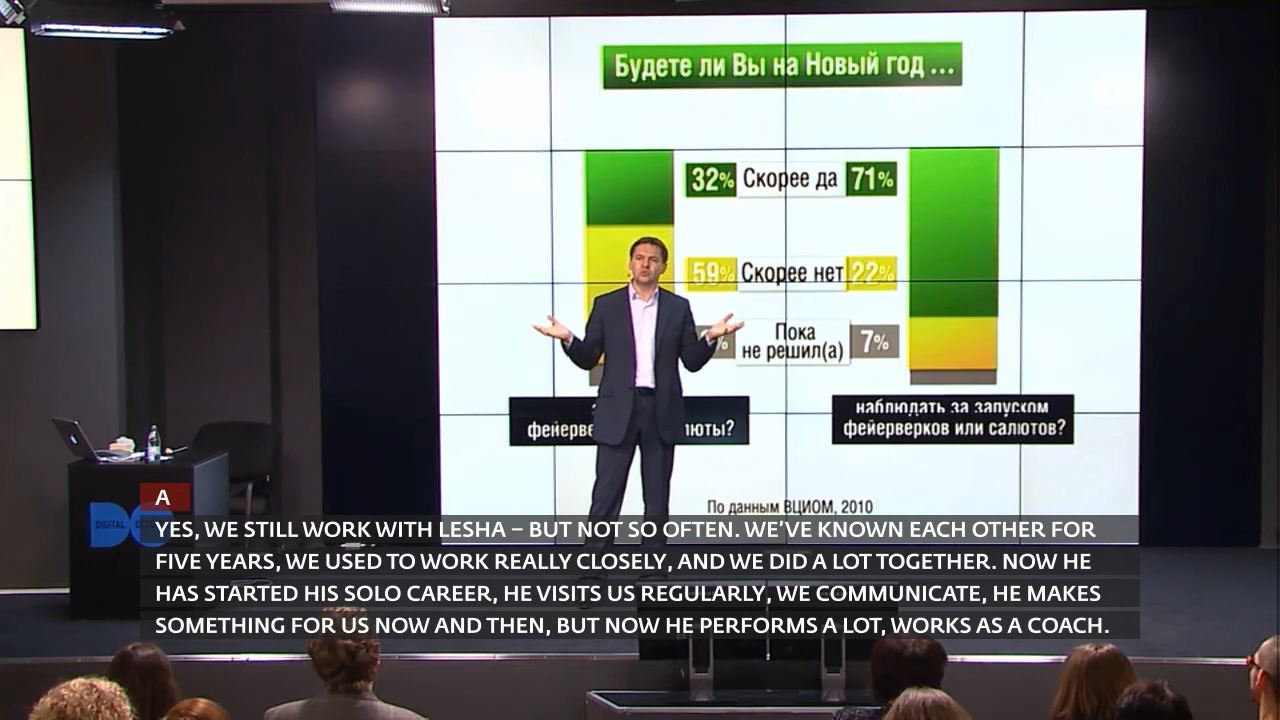 Будете ли Вы на Новый год ...
32% Скорее да 71%
59% Скорее нет 22%
Пока
не решил(а) 7%
наблюдать за запуском
фейерверков или салютов?
По данным ВЦИОМ, 2010
DIGITAL
A
YES, WE STILL WORK WITH LESHA – BUT NOT SO OFTEN. WE'VE KNOWN EACH OTHER FOR
FIVE YEARS, WE USED TO WORK REALLY CLOSELY, AND WE DID A LOT TOGETHER. NOW HE
HAS STARTED HIS SOLO CAREER, HE VISITS US REGULARLY, WE COMMUNICATE, HE MAKES
SOMETHING FOR US NOW AND THEN, BUT NOW HE PERFORMS A LOT, WORKS AS A COACH.